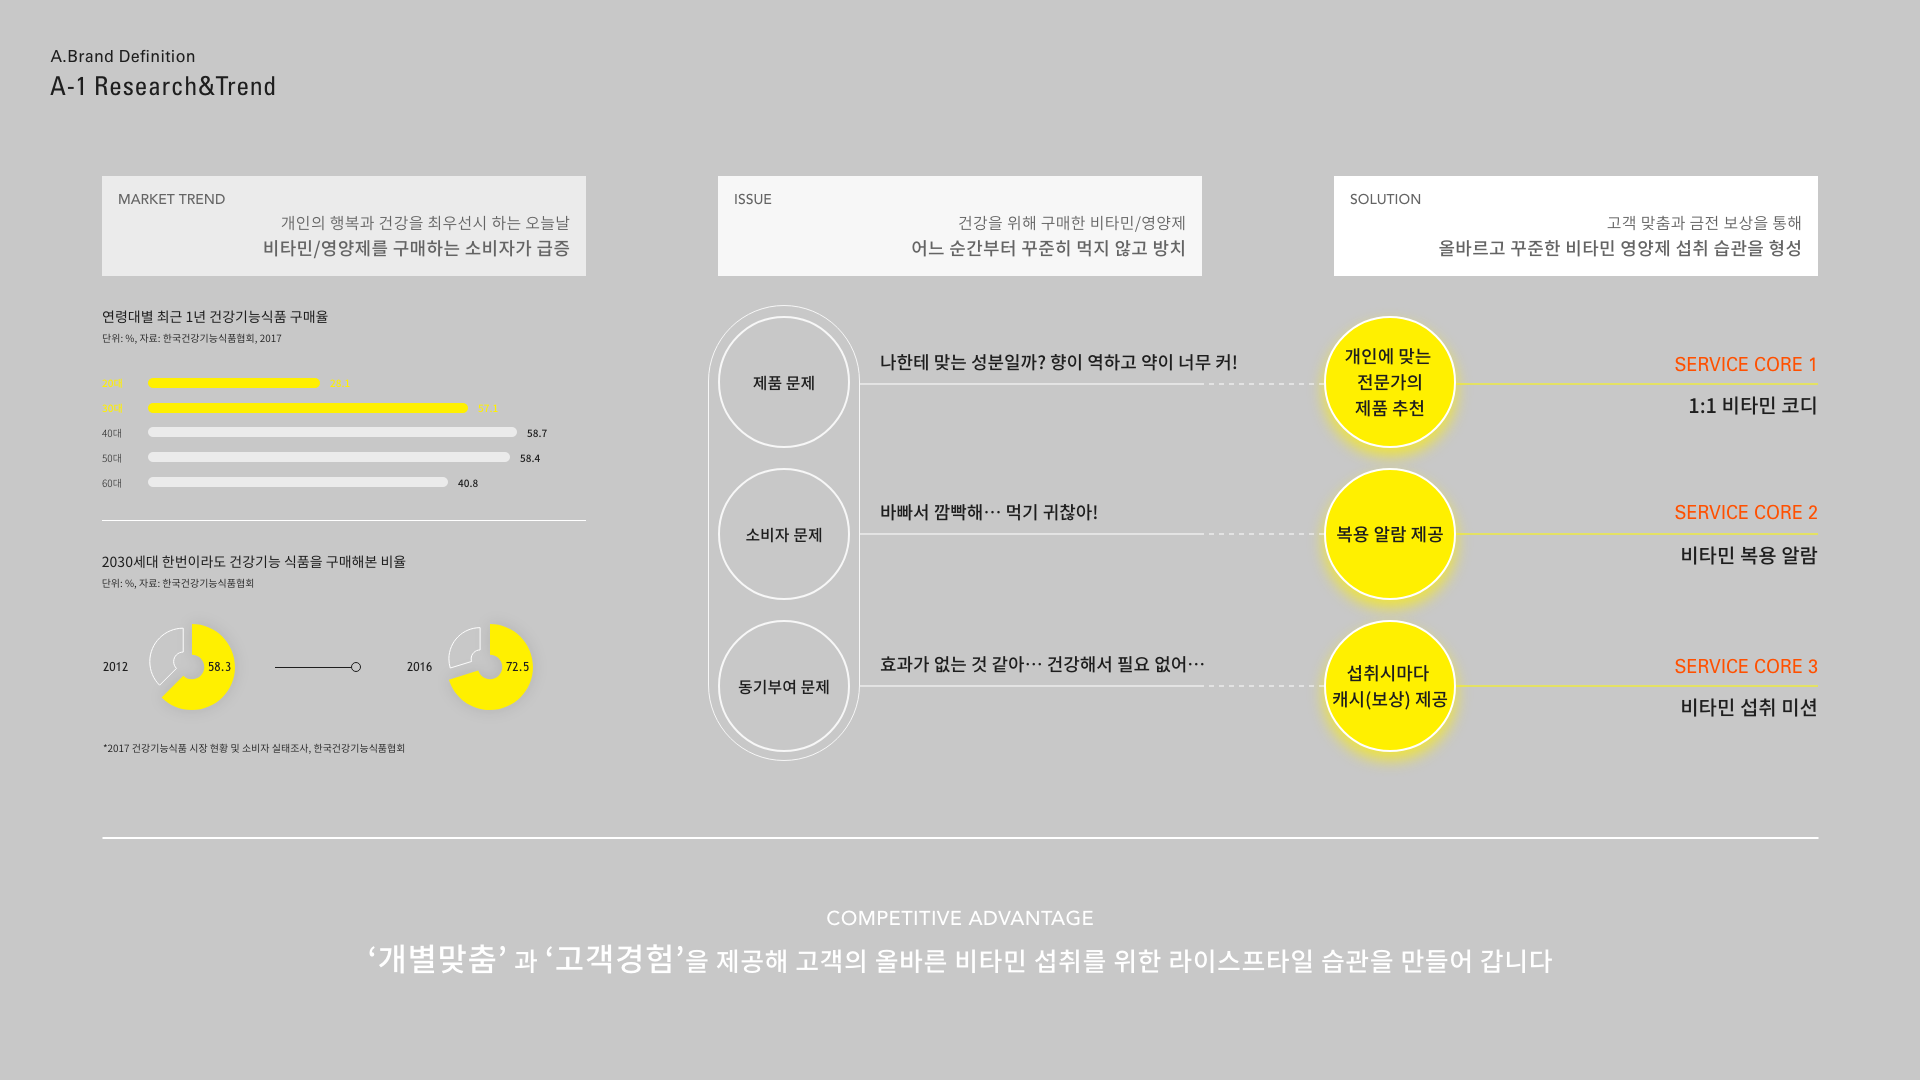 A.Brand Definition
A-1 Research&Trend
MARKET TREND
개인의 행복과 건강을 최우선시 하는 오늘날
비타민/영양제를 구매하는 소비자가 급증
연령대별 최근 1년 건강기능식품 구매율
단위: %, 자료: 한국건강기능식품협회, 2017
20대
30대 52.1
40대 58.7
50대 58.4
60대 40.8
2030세대 한번이라도 건강기능 식품을 구매해본 비율
단위: %, 자료: 한국건강기능식품협회
2012 58.3
2016 72.5
*2017 건강기능식품 시장 현황 및 소비자 실태조사, 한국건강기능식품협회
ISSUE
건강을 위해 구매한 비타민/영양제
어느 순간부터 꾸준히 먹지 않고 방치
제품 문제
나한테 맞는 성분일까? 향이 역하고 약이 너무 커!
소비자 문제
바빠서 깜빡해… 먹기 귀찮아!
동기부여 문제
효과가 없는 것 같아… 건강해서 필요 없어…
SOLUTION
고객 맞춤과 금전 보상을 통해
올바르고 꾸준한 비타민 영양제 섭취 습관을 형성
개인에 맞는
전문가의
제품 추천
SERVICE CORE 1
1:1 비타민 코디
복용 알람 제공
SERVICE CORE 2
비타민 복용 알람
섭취시마다
캐시(보상) 제공
SERVICE CORE 3
비타민 섭취 미션
COMPETITIVE ADVANTAGE
‘개별맞춤’ 과 ‘고객경험’을 제공해 고객의 올바른 비타민 섭취를 위한 라이스프타일 습관을 만들어 갑니다